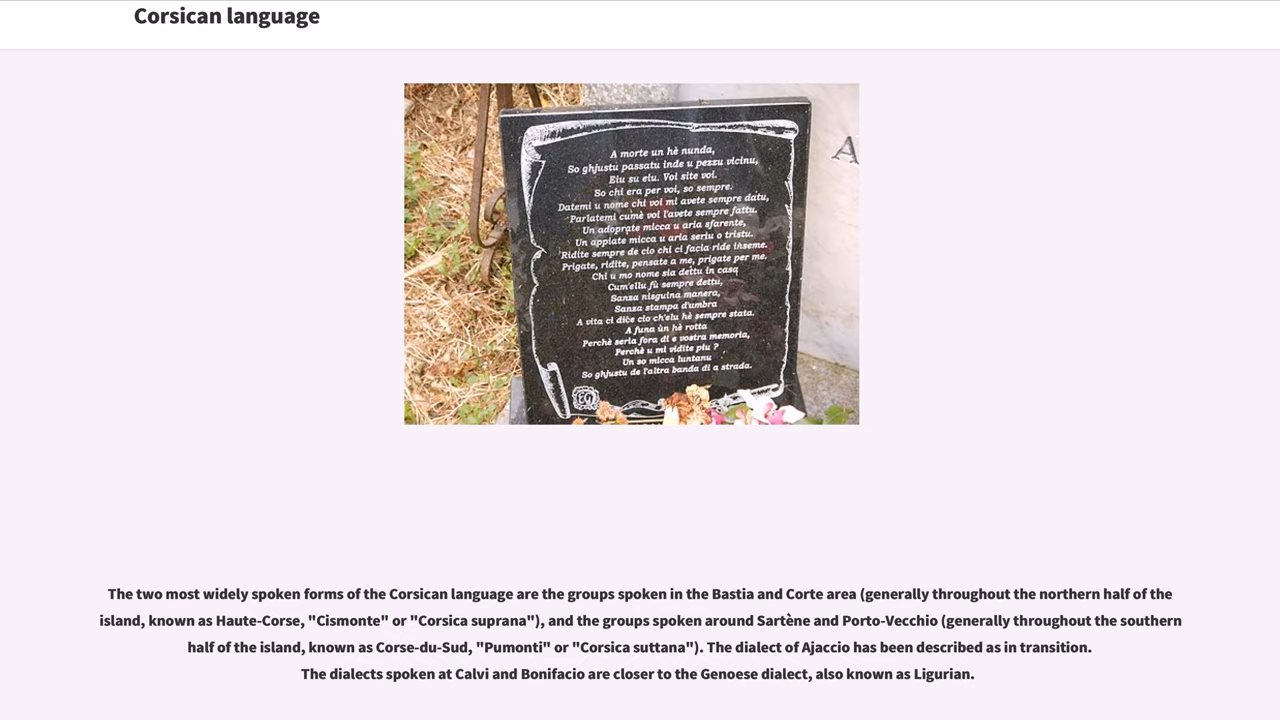 Corsican language
A morte un hè nunda,
So ghjustu passatu inde u pezzu vicinu,
Eiu su eiu. Voi site voi.
So chi era per voi, so sempre.
Datemi u nome chi voi mi avete sempre datu,
Parlatemi cumè voi l'avete sempre fattu.
Un adoprate micca u aria sfarente,
Un appiate micca u aria seriu o tristu.
Ridite sempre de cio chi ci facia ride inseme.
Prigate, ridite, pensate a me, prigate per me.
Chi u mo nome sia dettu in casa
Cum'ellu fù sempre dettu,
Sanza nisguina manera,
Sanza stampa d'umbra
A vita ci dice cio ch'elu hè sempre stata.
A funa ùn hè rotta
Perchè seria fora di e vostra memoria,
Perchè u mi vidite piu ?
Un so micca luntanu
So ghjustu de l'altra banda di a strada.
A
The two most widely spoken forms of the Corsican language are the groups spoken in the Bastia and Corte area (generally throughout the northern half of the
island, known as Haute-Corse, "Cismonte" or "Corsica suprana"), and the groups spoken around Sartène and Porto-Vecchio (generally throughout the southern
half of the island, known as Corse-du-Sud, "Pumonti" or "Corsica suttana"). The dialect of Ajaccio has been described as in transition.
The dialects spoken at Calvi and Bonifacio are closer to the Genoese dialect, also known as Ligurian.